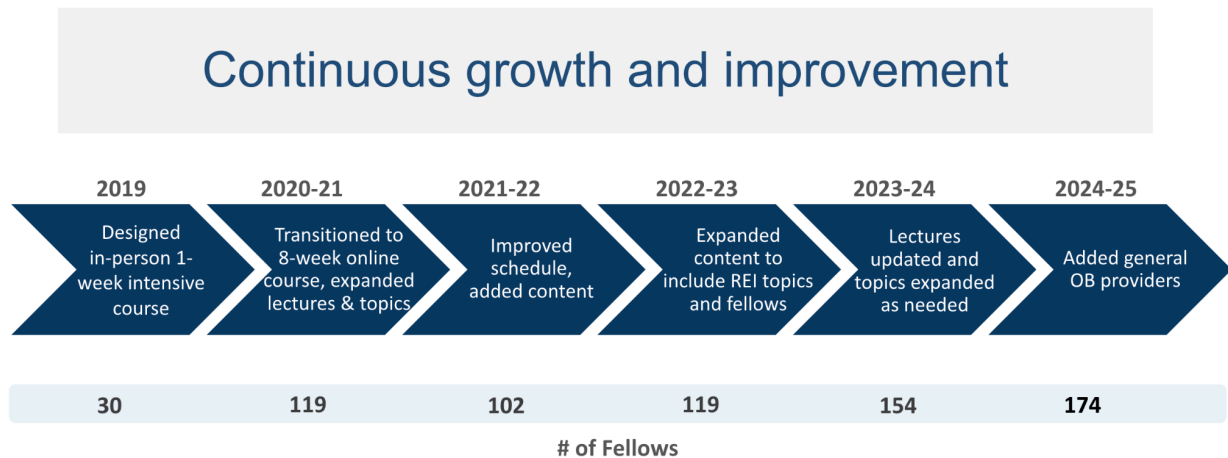 Continuous growth and improvement
2019
2020-21
2021-22
2022-23
2023-24
2024-25
Designed
in-person 1-
week intensive
course
Transitioned to
8-week online
course, expanded
lectures & topics
Improved
schedule,
added content
Expanded
content to
include REI topics
and fellows
Lectures
updated and
topics expanded
as needed
Added general
OB providers
30
119
102
119
154
174
# of Fellows